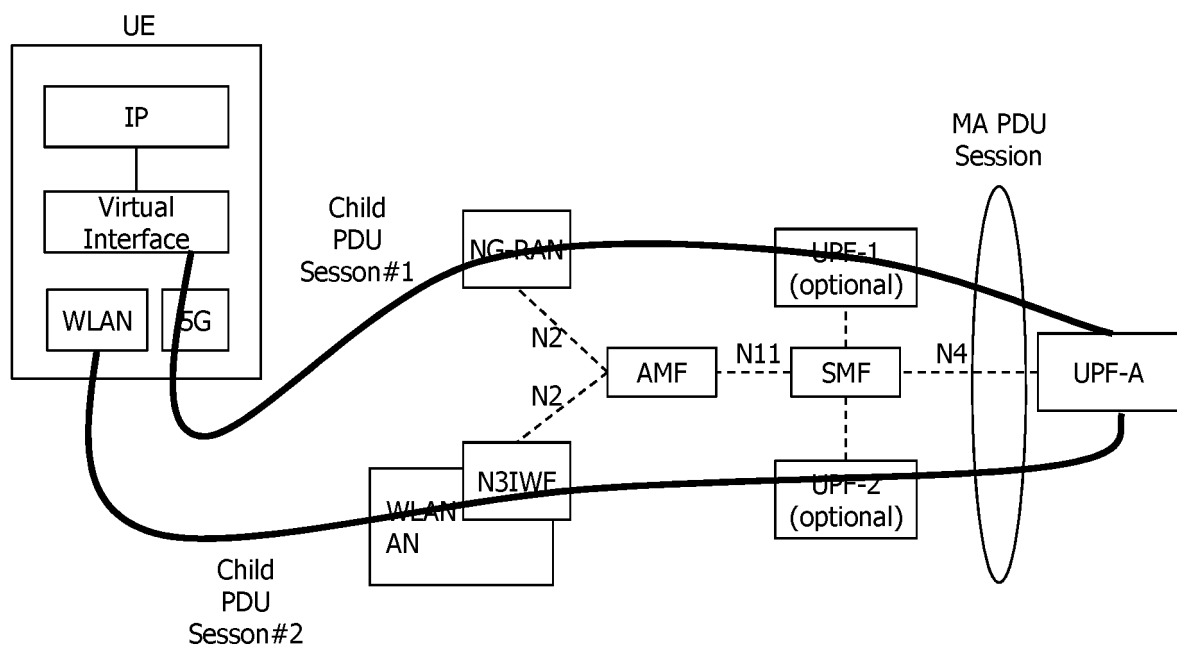 UE
IP
Virtual
Interface
WLAN
5G
Child
PDU
Sesson#1
NG-RAN
UPF-1
(optional)
MA PDU
Session
N2
N2
AMF
N11
SMF
N4
UPF-A
N3IWF
WLAN
AN
UPF-2
(optional)
Child
PDU
Sesson#2